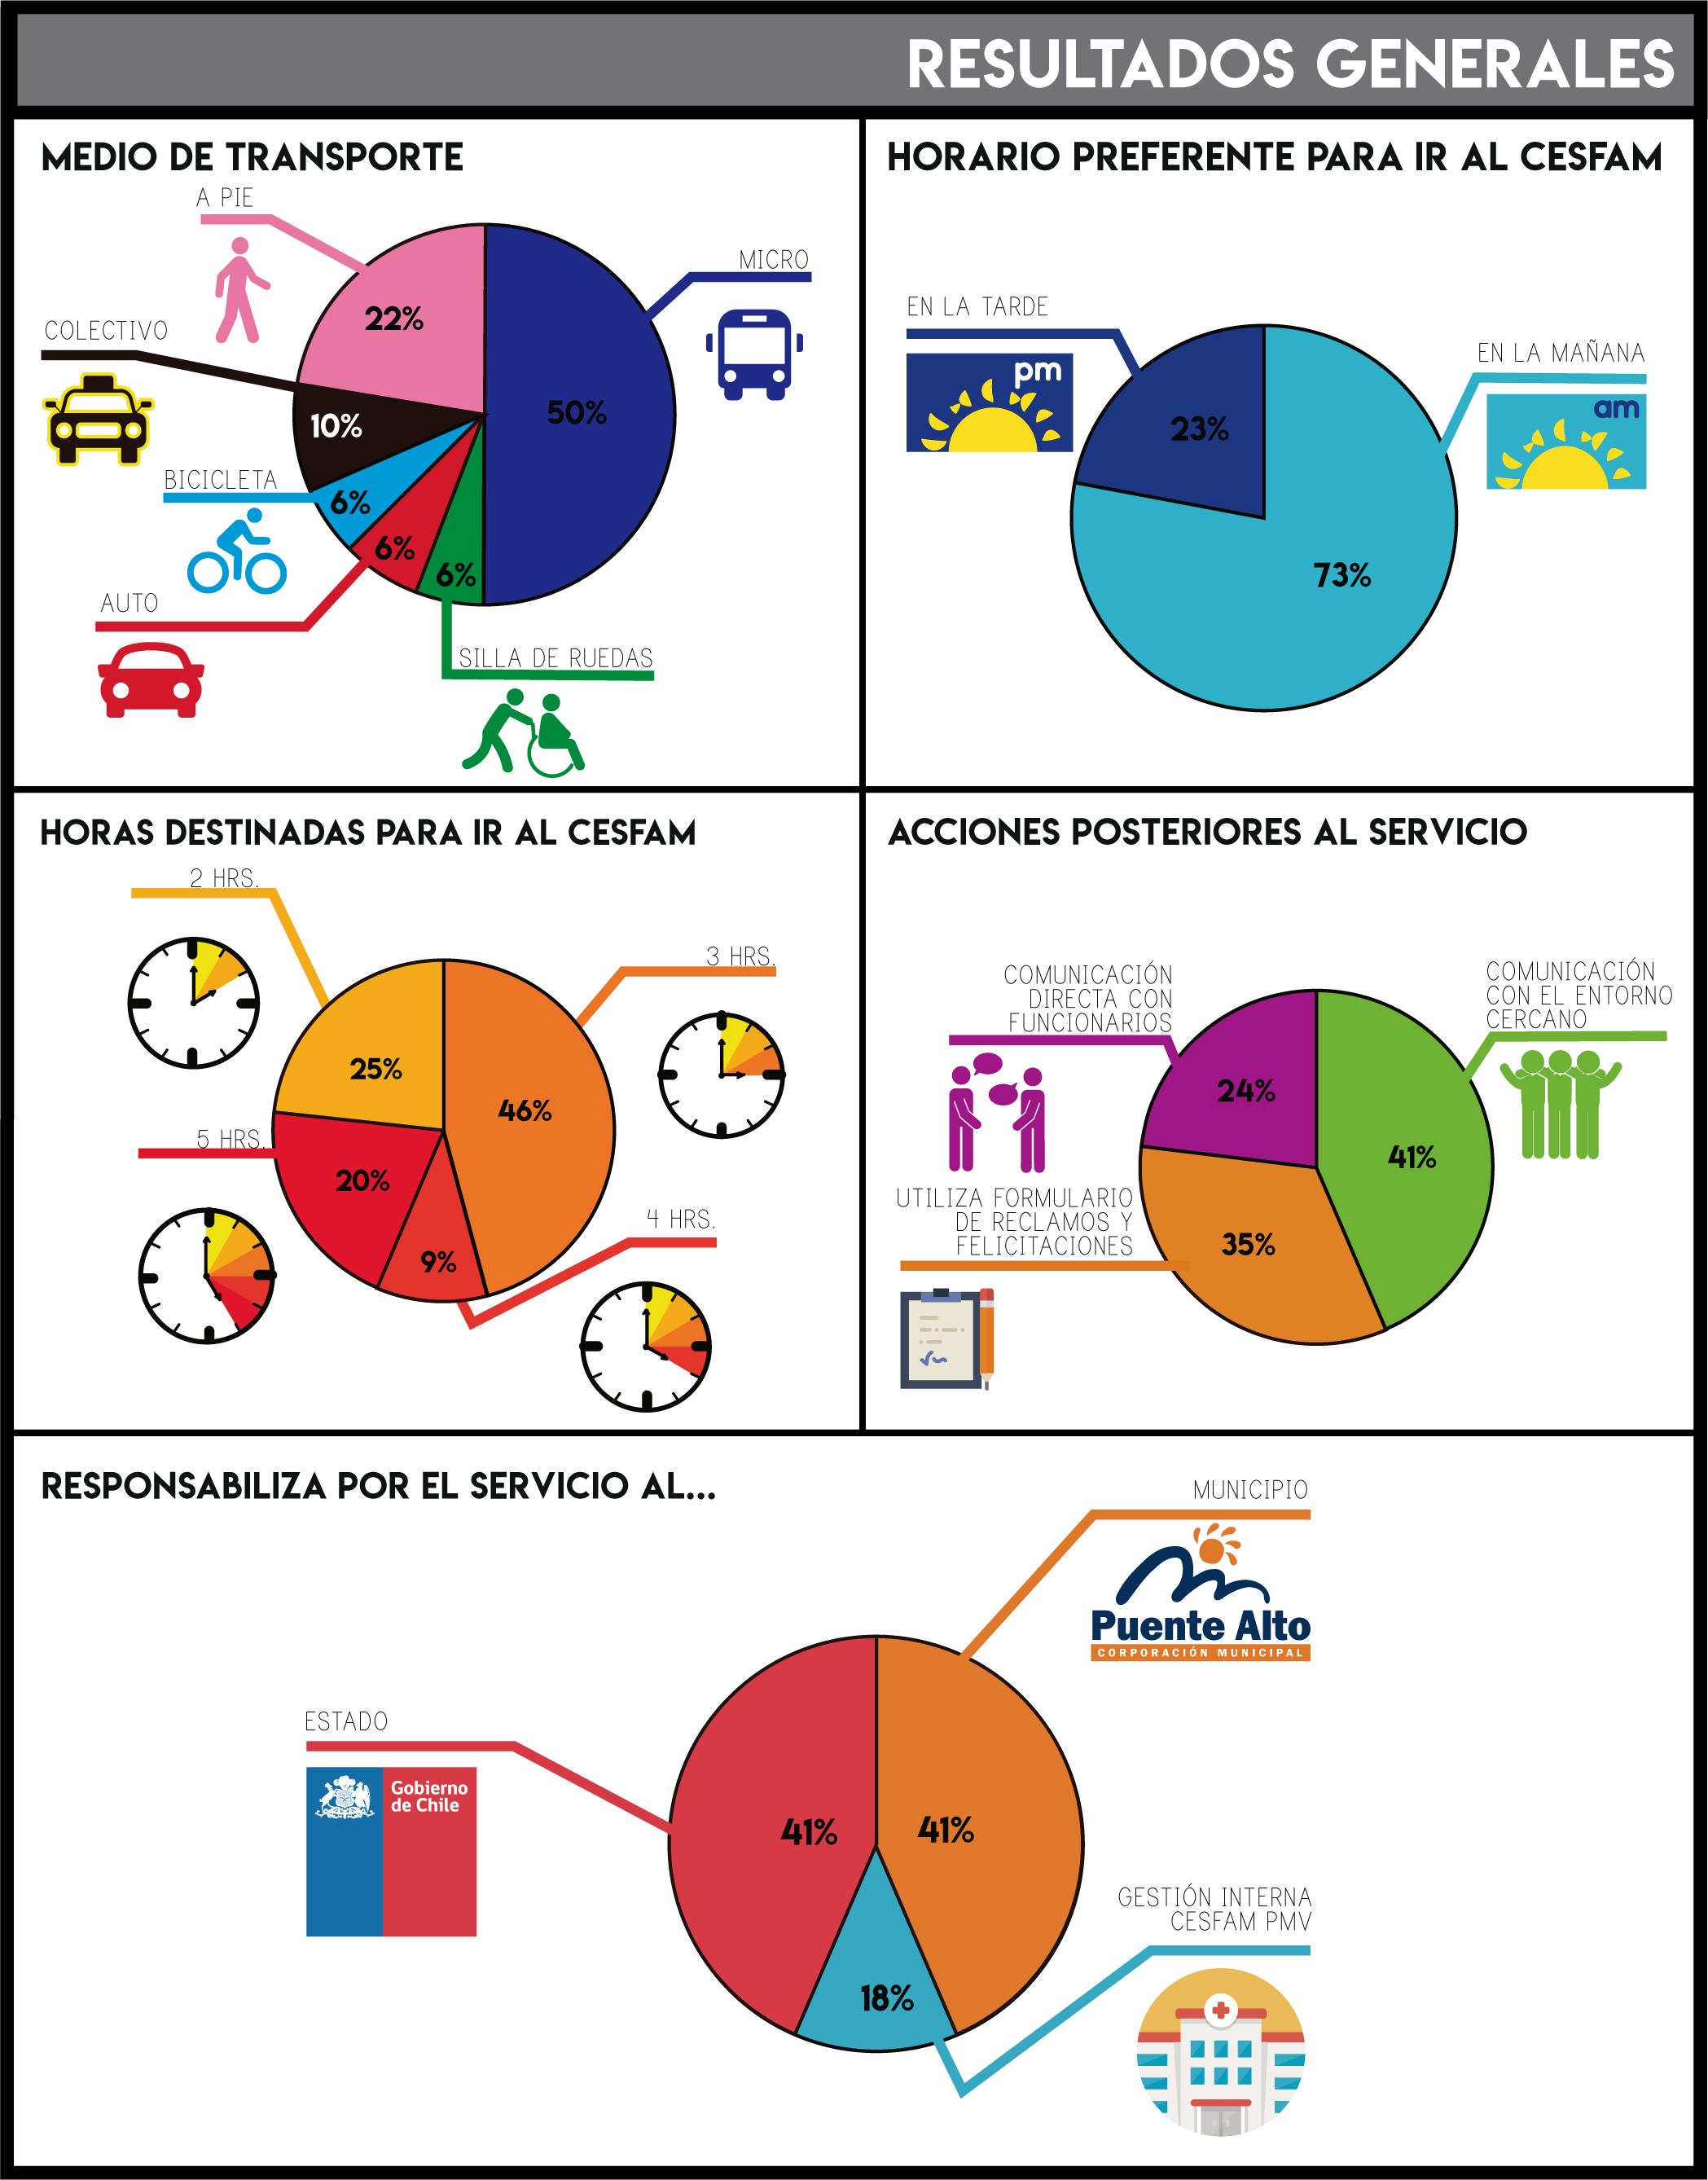 RESULTADOS GENERALES
MEDIO DE TRANSPORTE
A PIE
MICRO
22%
COLECTIVO
50%
10%
BICICLETA
6%
6%
6%
AUTO
SILLA DE RUEDAS
HORARIO PREFERENTE PARA IR AL CESFAM
EN LA TARDE
pm
EN LA MAÑANA
am
23%
73%
HORAS DESTINADAS PARA IR AL CESFAM
2 HRS.
3 HRS.
25%
46%
5 HRS.
20%
4 HRS.
9%
ACCIONES POSTERIORES AL SERVICIO
COMUNICACIÓN
DIRECTA CON
FUNCIONARIOS
COMUNICACIÓN
CON EL ENTORNO
CERCANO
24%
41%
UTILIZA FORMULARIO
DE RECLAMOS Y
FELICITACIONES
35%
RESPONSABILIZA POR EL SERVICIO AL...
MUNICIPIO
Puente Alto
CORPORACIÓN MUNICIPAL
ESTADO
Gobierno
de Chile
41%
41%
GESTIÓN INTERNA
CESFAM PMV
18%